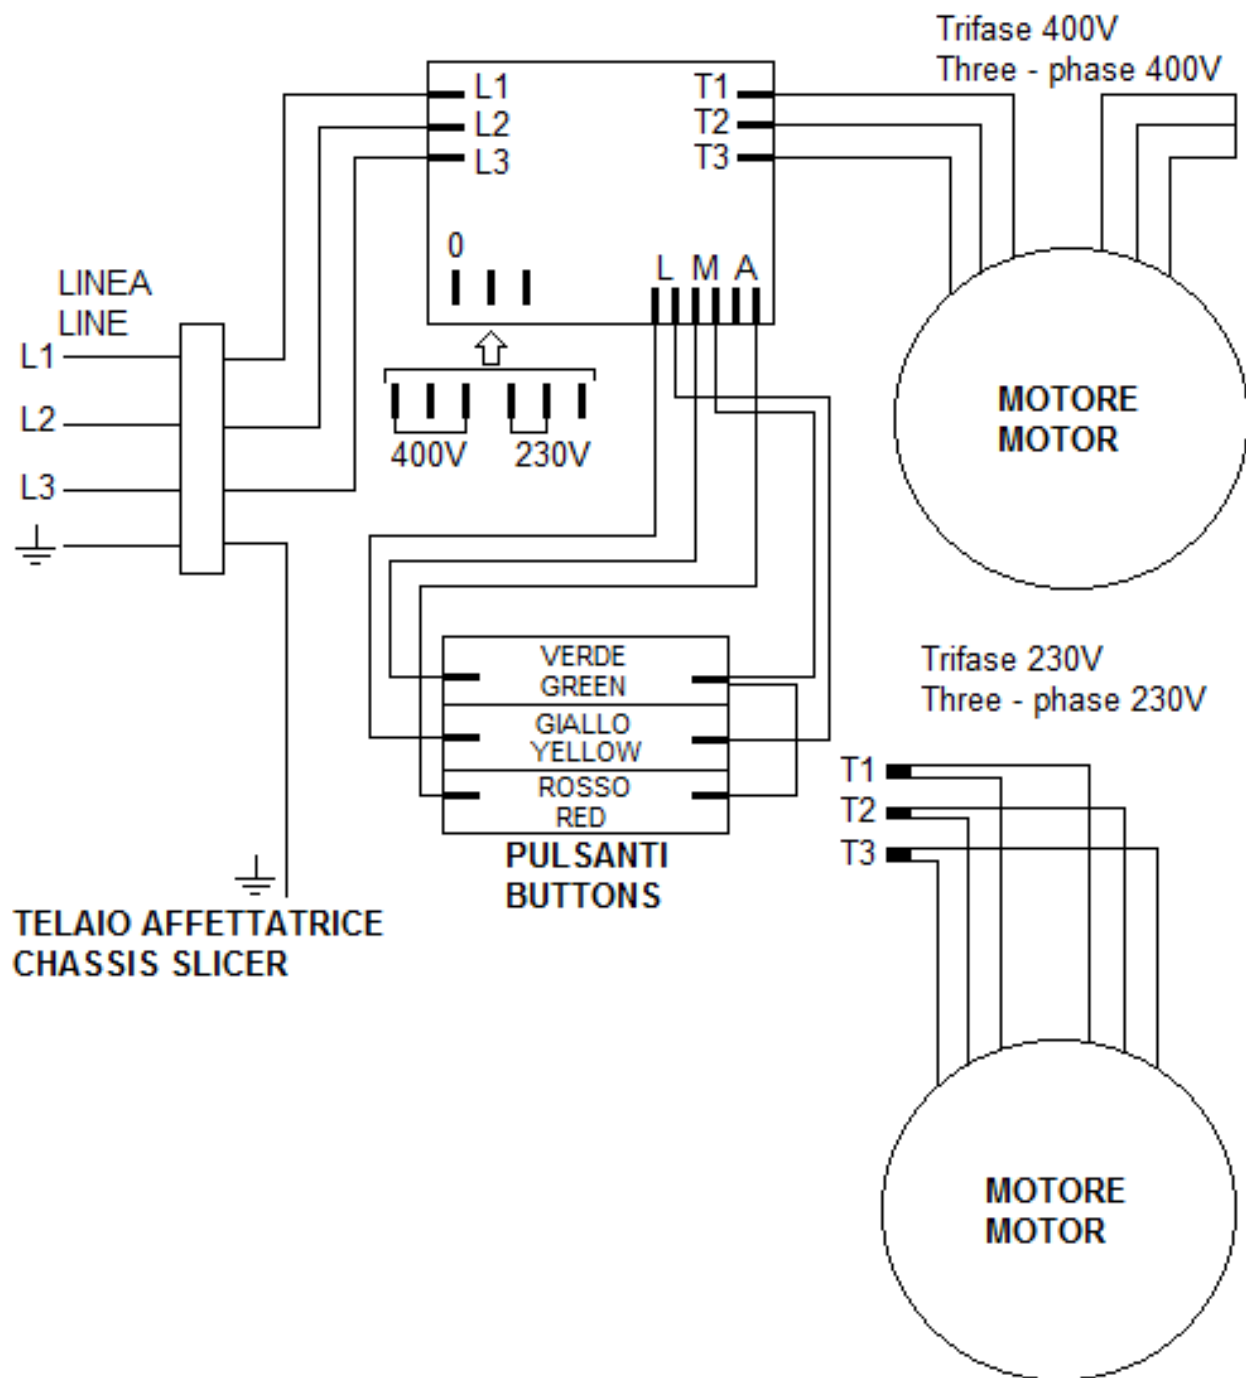 Trifase 400V
Three - phase 400V
L1
L2
L3
T1
T2
T3
0
L M A
LINEA
LINE
L1
L2
L3
400V 230V
MOTORE
MOTOR
VERDE
GREEN
GIALLO
YELLOW
ROSSO
RED
PULSANTI
BUTTONS
TELAIO AFFETTATRICE
CHASSIS SLICER
Trifase 230V
Three - phase 230V
T1
T2
T3
MOTORE
MOTOR